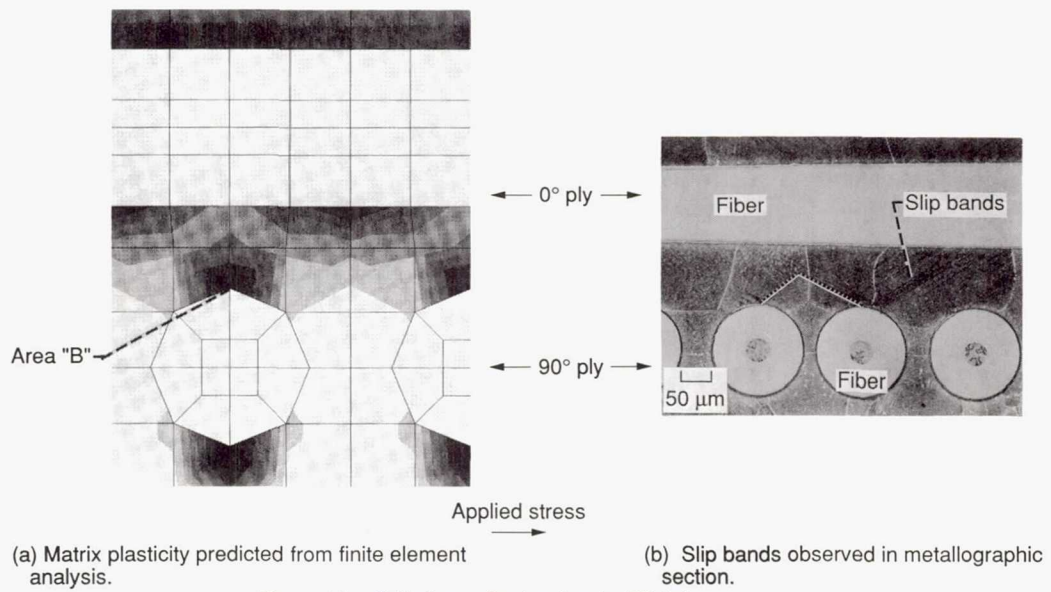 0° ply
Fiber
Slip bands
Area "B"
90° ply
Fiber
50 μm
Applied stress
(a) Matrix plasticity predicted from finite element
analysis.
(b) Slip bands observed in metallographic
section.